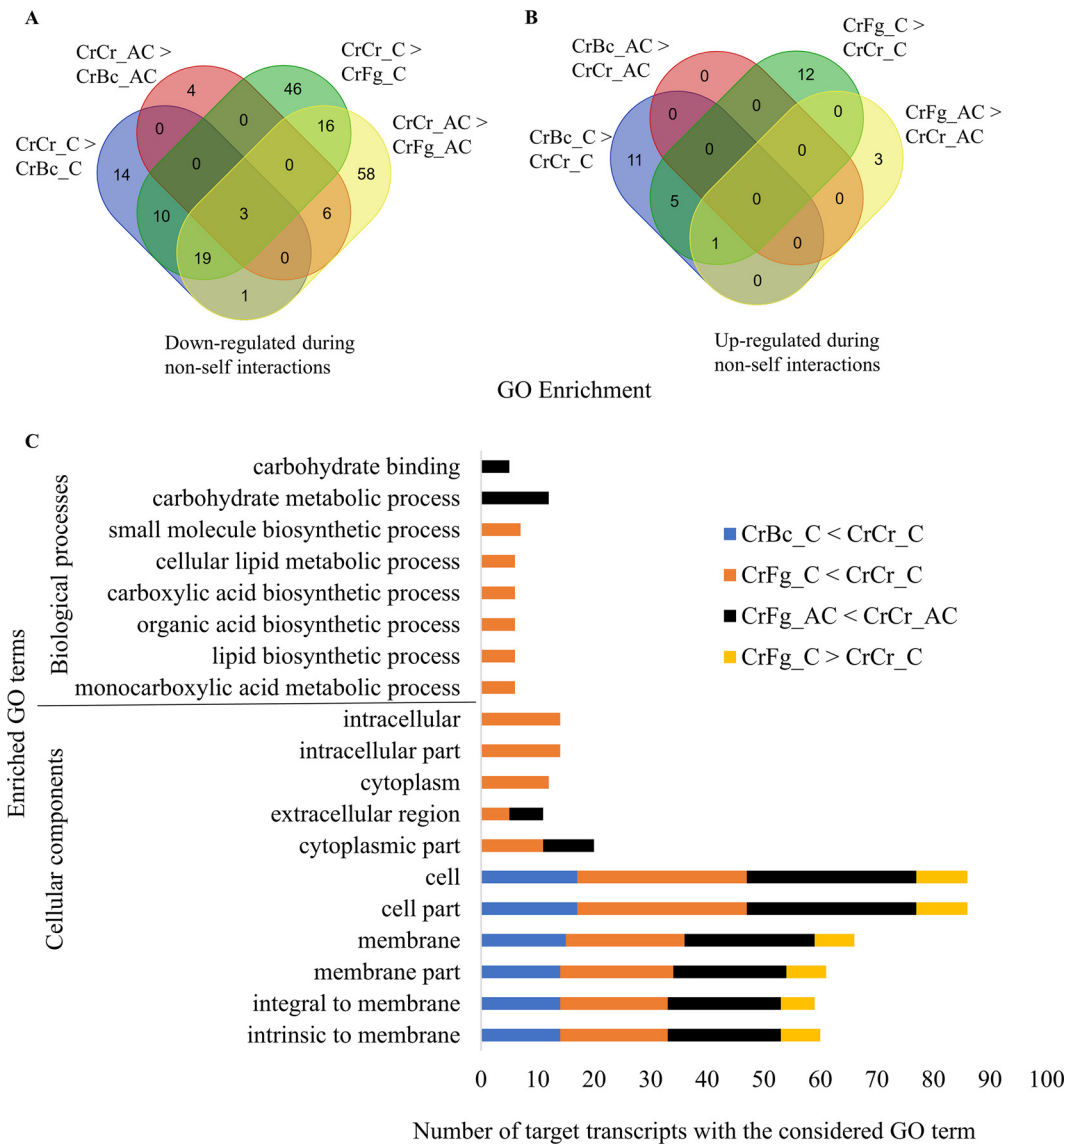 A
CrCr_AC >
CrBc_AC
CrCr_C >
CrFg_C
CrCr_C >
CrBc_C
CrCr_AC >
CrFg_AC
4
46
0
0
16
14
0
0
58
10
3
6
19
0
1
Down-regulated during
non-self interactions
B
CrBc_AC >
CrCr_AC
CrFg_C >
CrCr_C
CrBc_C >
CrCr_C
CrFg_AC >
CrCr_AC
0
12
0
0
0
11
0
0
3
5
0
0
1
0
0
Up-regulated during
non-self interactions
GO Enrichment
C
Enriched GO terms
Biological processes
Cellular components
carbohydrate binding
carbohydrate metabolic process
small molecule biosynthetic process
cellular lipid metabolic process
carboxylic acid biosynthetic process
organic acid biosynthetic process
lipid biosynthetic process
monocarboxylic acid metabolic process
intracellular
intracellular part
cytoplasm
extracellular region
cytoplasmic part
cell
cell part
membrane
membrane part
integral to membrane
intrinsic to membrane
CrBc_C < CrCr_C
CrFg_C < CrCr_C
CrFg_AC < CrCr_AC
CrFg_C > CrCr_C
0 10 20 30 40 50 60 70 80 90 100
Number of target transcripts with the considered GO term